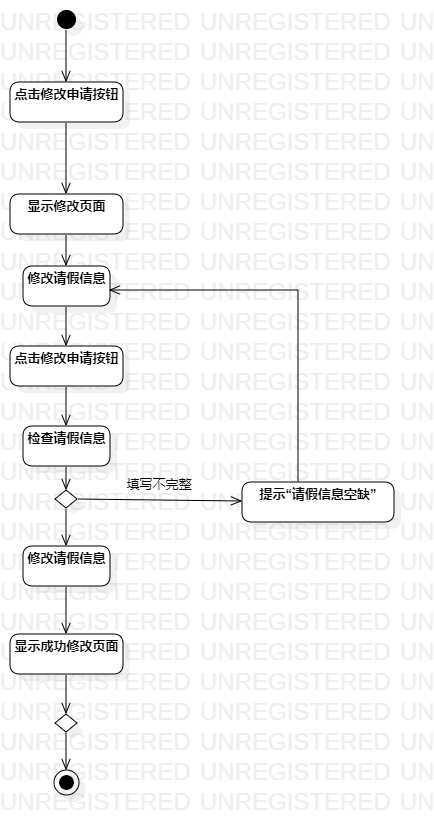 点击修改申请按钮
显示修改页面
修改请假信息
点击修改申请按钮
检查请假信息
填写不完整
提示“请假信息空缺”
修改请假信息
显示成功修改页面
UNREGISTERED UNREGISTERED UN